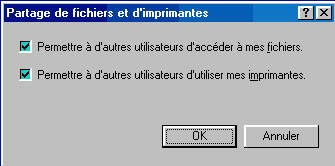 Partage de fichiers et d'imprimantes
Permettre à d'autres utilisateurs d'accéder à mes fichiers.
Permettre à d'autres utilisateurs d'utiliser mes imprimantes.
OK Annuler